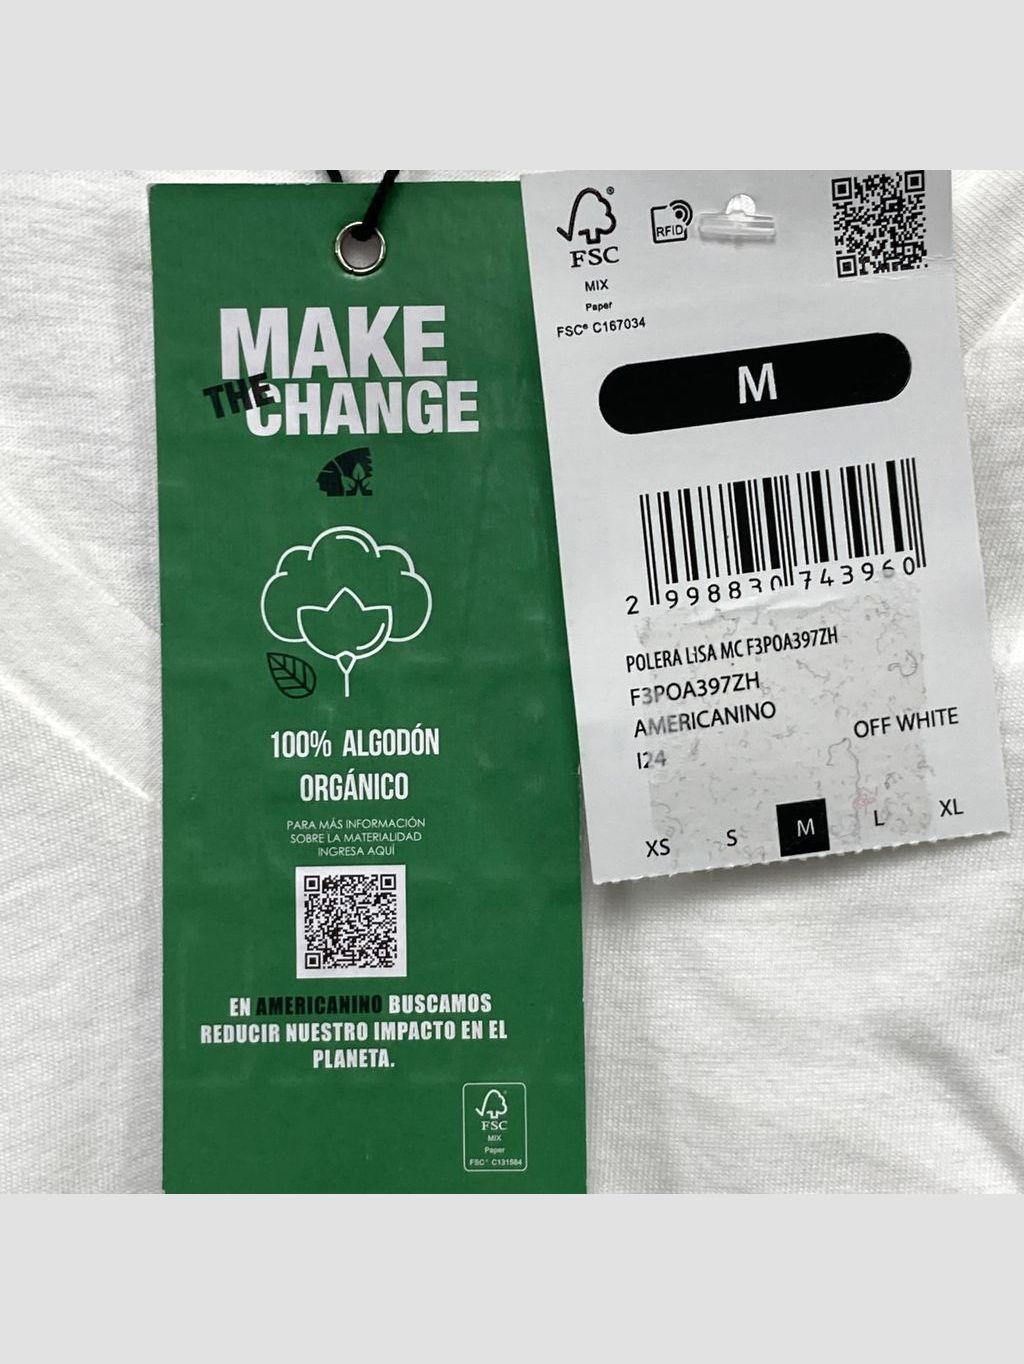 MAKE
THE
CHANGE
100% ALGODÓN
ORGÁNICO
PARA MÁS INFORMACIÓN
SOBRE LA MATERIALIDAD
INGRESA AQUÍ
EN AMERICANINO BUSCAMOS
REDUCIR NUESTRO IMPACTO EN EL
PLANETA.
FSC
MIX
Paper
FSC® C131584
FSC®
RFID
MIX
Paper
FSC® C167034
M
2 998830 743960
POLERA LiSA MC F3POA397ZH
F3POA397ZH
AMERICANINO
OFF WHITE
I24
XS S M L XL